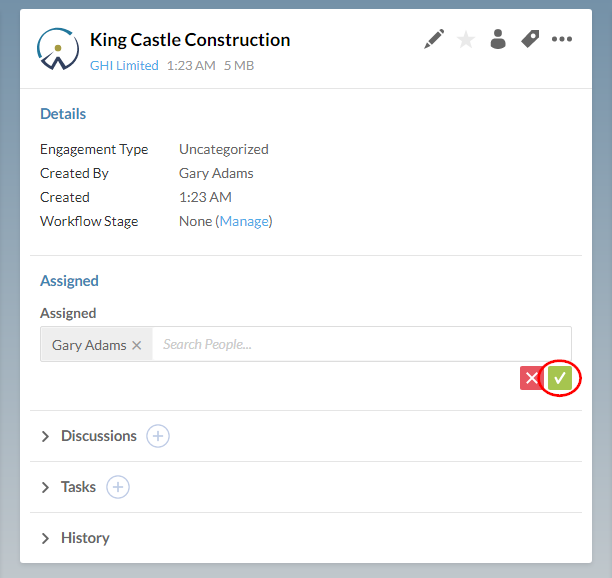 King Castle Construction
GHI Limited 1:23 AM 5 MB
Details
Engagement Type Uncategorized
Created By Gary Adams
Created 1:23 AM
Workflow Stage None (Manage)
Assigned
Assigned
Gary Adams Search People...
Discussions
Tasks
History